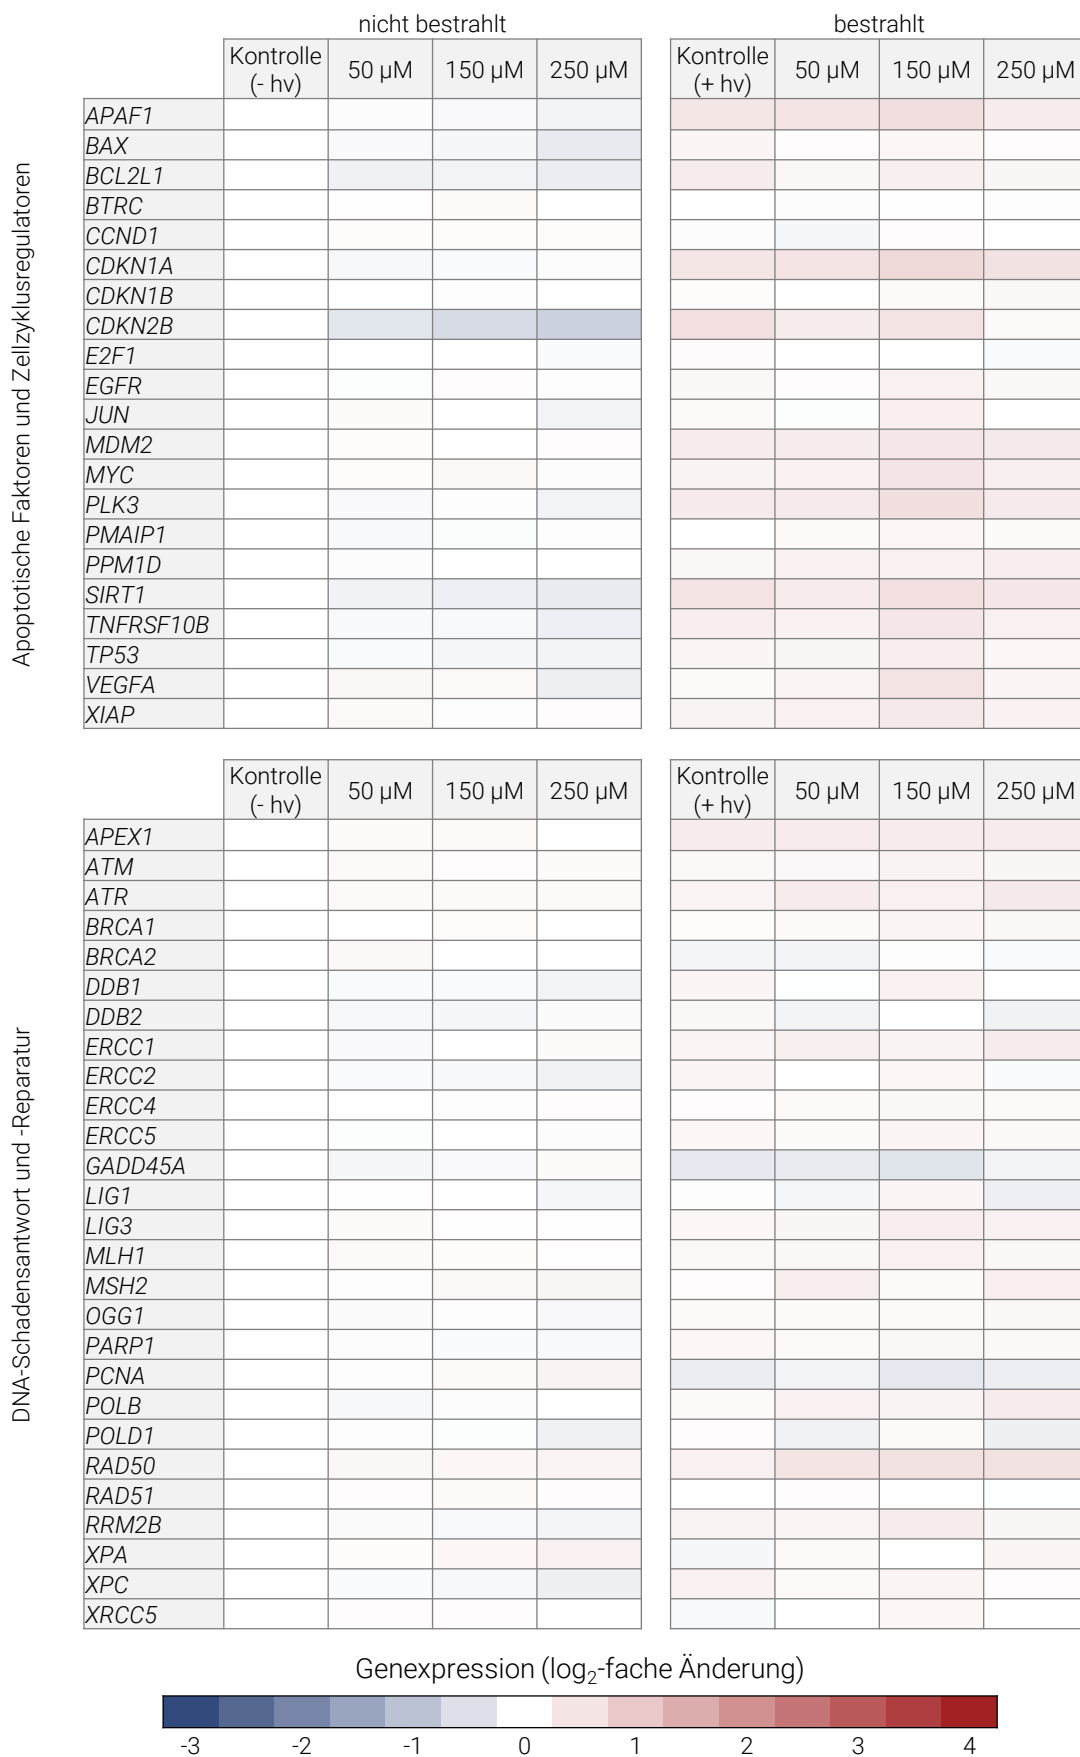 nicht bestrahlt
bestrahlt
Kontrolle (- hv) 50 µM 150 µM 250 µM Kontrolle (+ hv) 50 µM 150 µM 250 µM
Apoptotische Faktoren und Zellzyklusregulatoren
APAF1
BAX
BCL2L1
BTRC
CCND1
CDKN1A
CDKN1B
CDKN2B
E2F1
EGFR
JUN
MDM2
MYC
PLK3
PMAIP1
PPM1D
SIRT1
TNFRSF10B
TP53
VEGFA
XIAP
Kontrolle (- hv) 50 µM 150 µM 250 µM Kontrolle (+ hv) 50 µM 150 µM 250 µM
DNA-Schadensantwort und -Reparatur
APEX1
ATM
ATR
BRCA1
BRCA2
DDB1
DDB2
ERCC1
ERCC2
ERCC4
ERCC5
GADD45A
LIG1
LIG3
MLH1
MSH2
OGG1
PARP1
PCNA
POLB
POLD1
RAD50
RAD51
RRM2B
XPA
XPC
XRCC5
Genexpression (log₂-fache Änderung)
-3 -2 -1 0 1 2 3 4